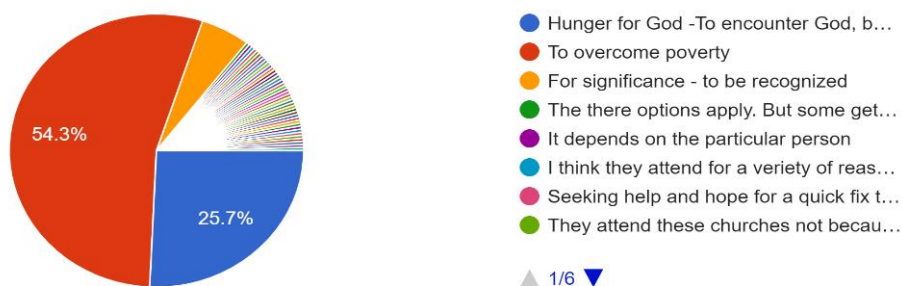 54.3%
25.7%
Hunger for God -To encounter God, b...
To overcome poverty
For significance - to be recognized
The there options apply. But some get...
It depends on the particular person
I think they attend for a veriety of reas...
Seeking help and hope for a quick fix t...
They attend these churches not becau...
1/6